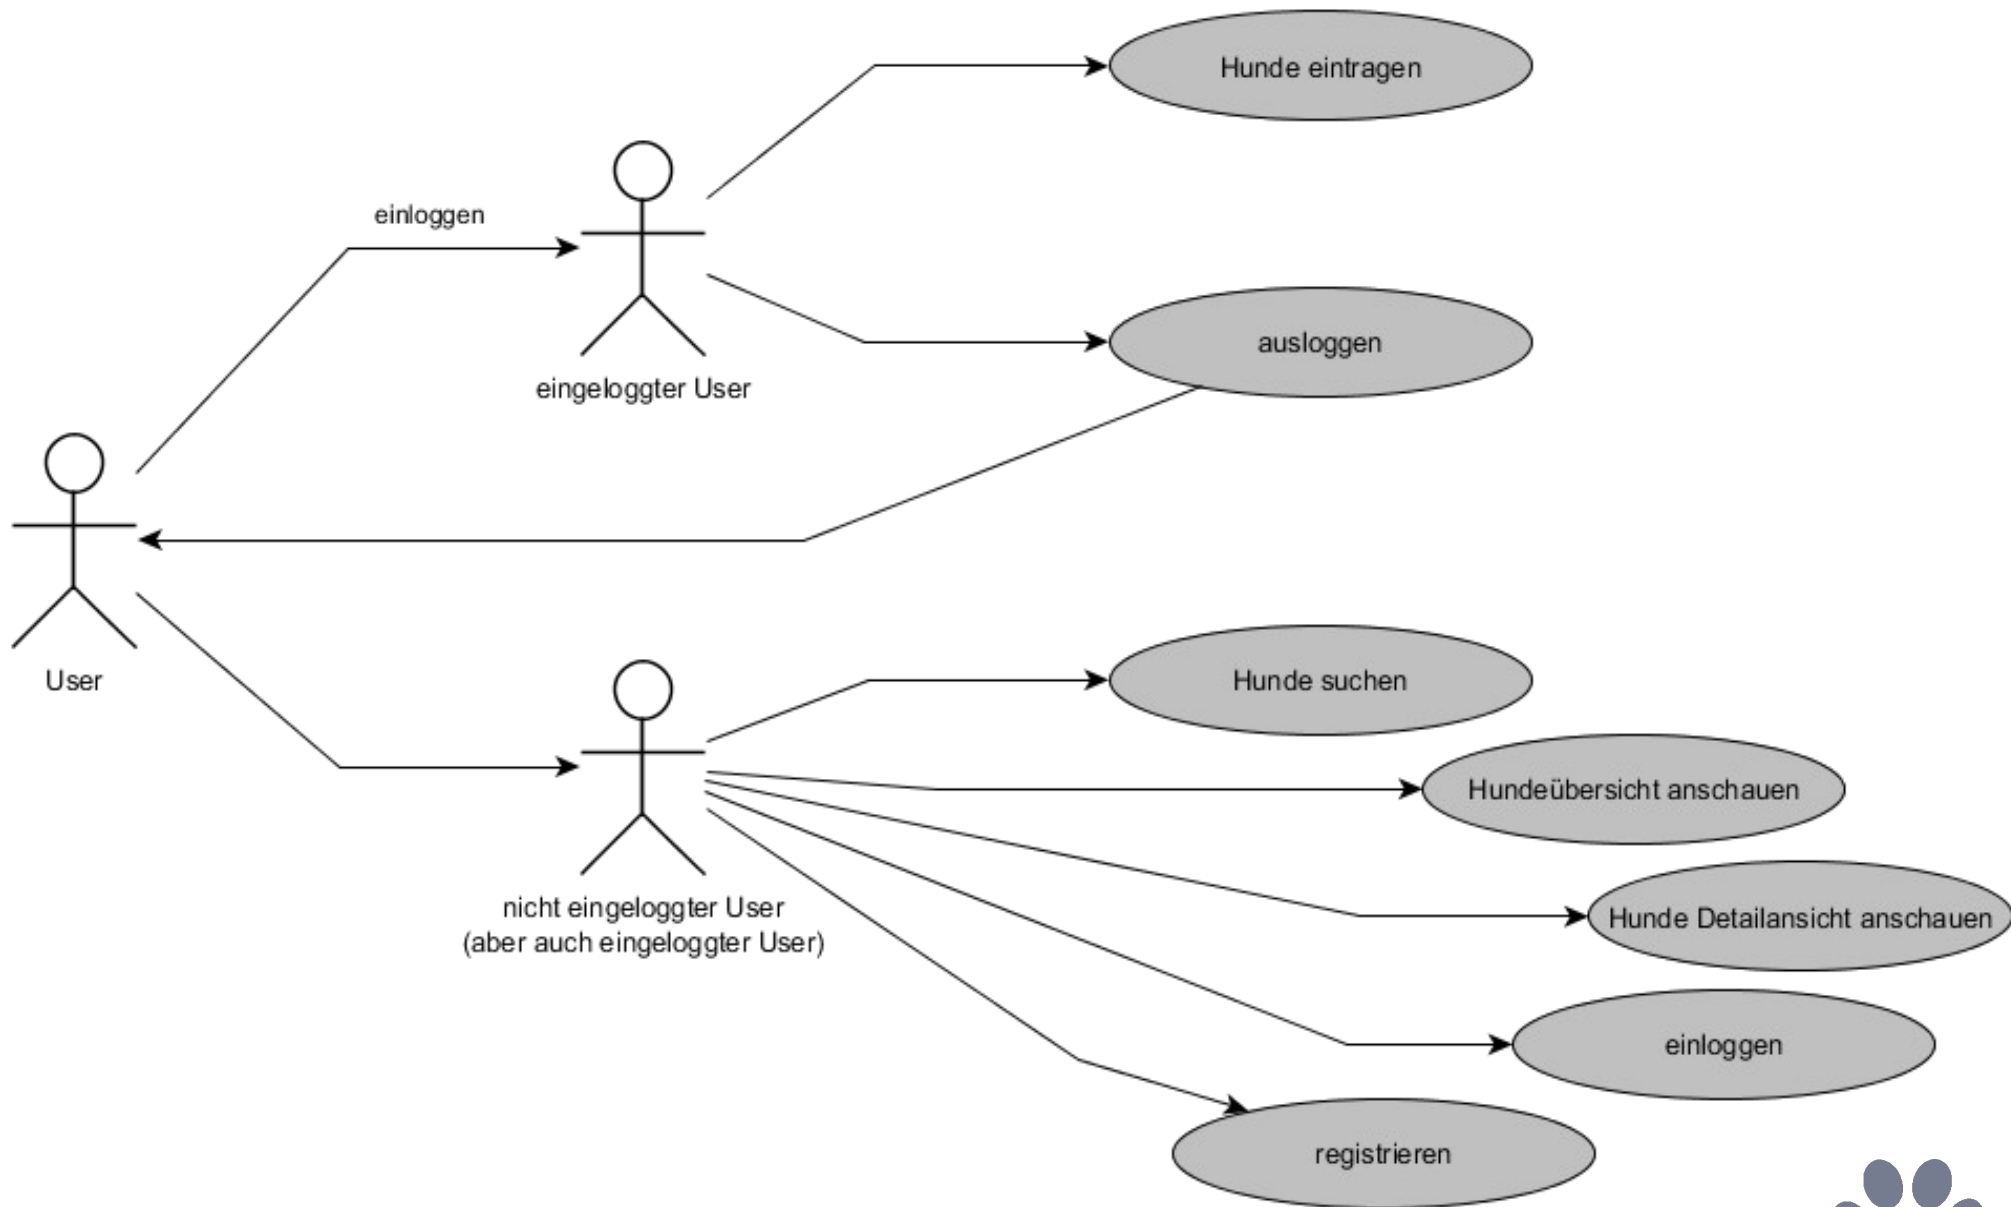 Hunde eintragen
einloggen
eingeloggter User
ausloggen
User
Hunde suchen
Hundeübersicht anschauen
nicht eingeloggter User
(aber auch eingeloggter User)
Hunde Detailansicht anschauen
einloggen
registrieren